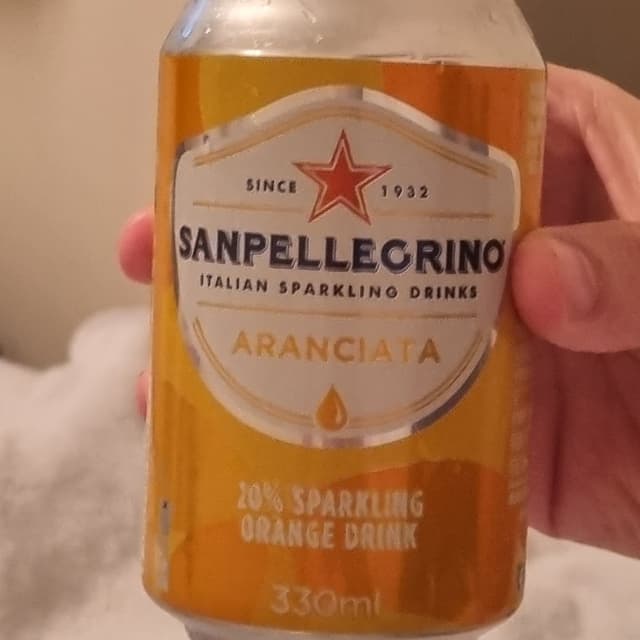 SINCE 1932
SANPELLEGRINO
ITALIAN SPARKLING DRINKS
ARANCIATA
20% SPARKLING
ORANGE DRINK
330ml